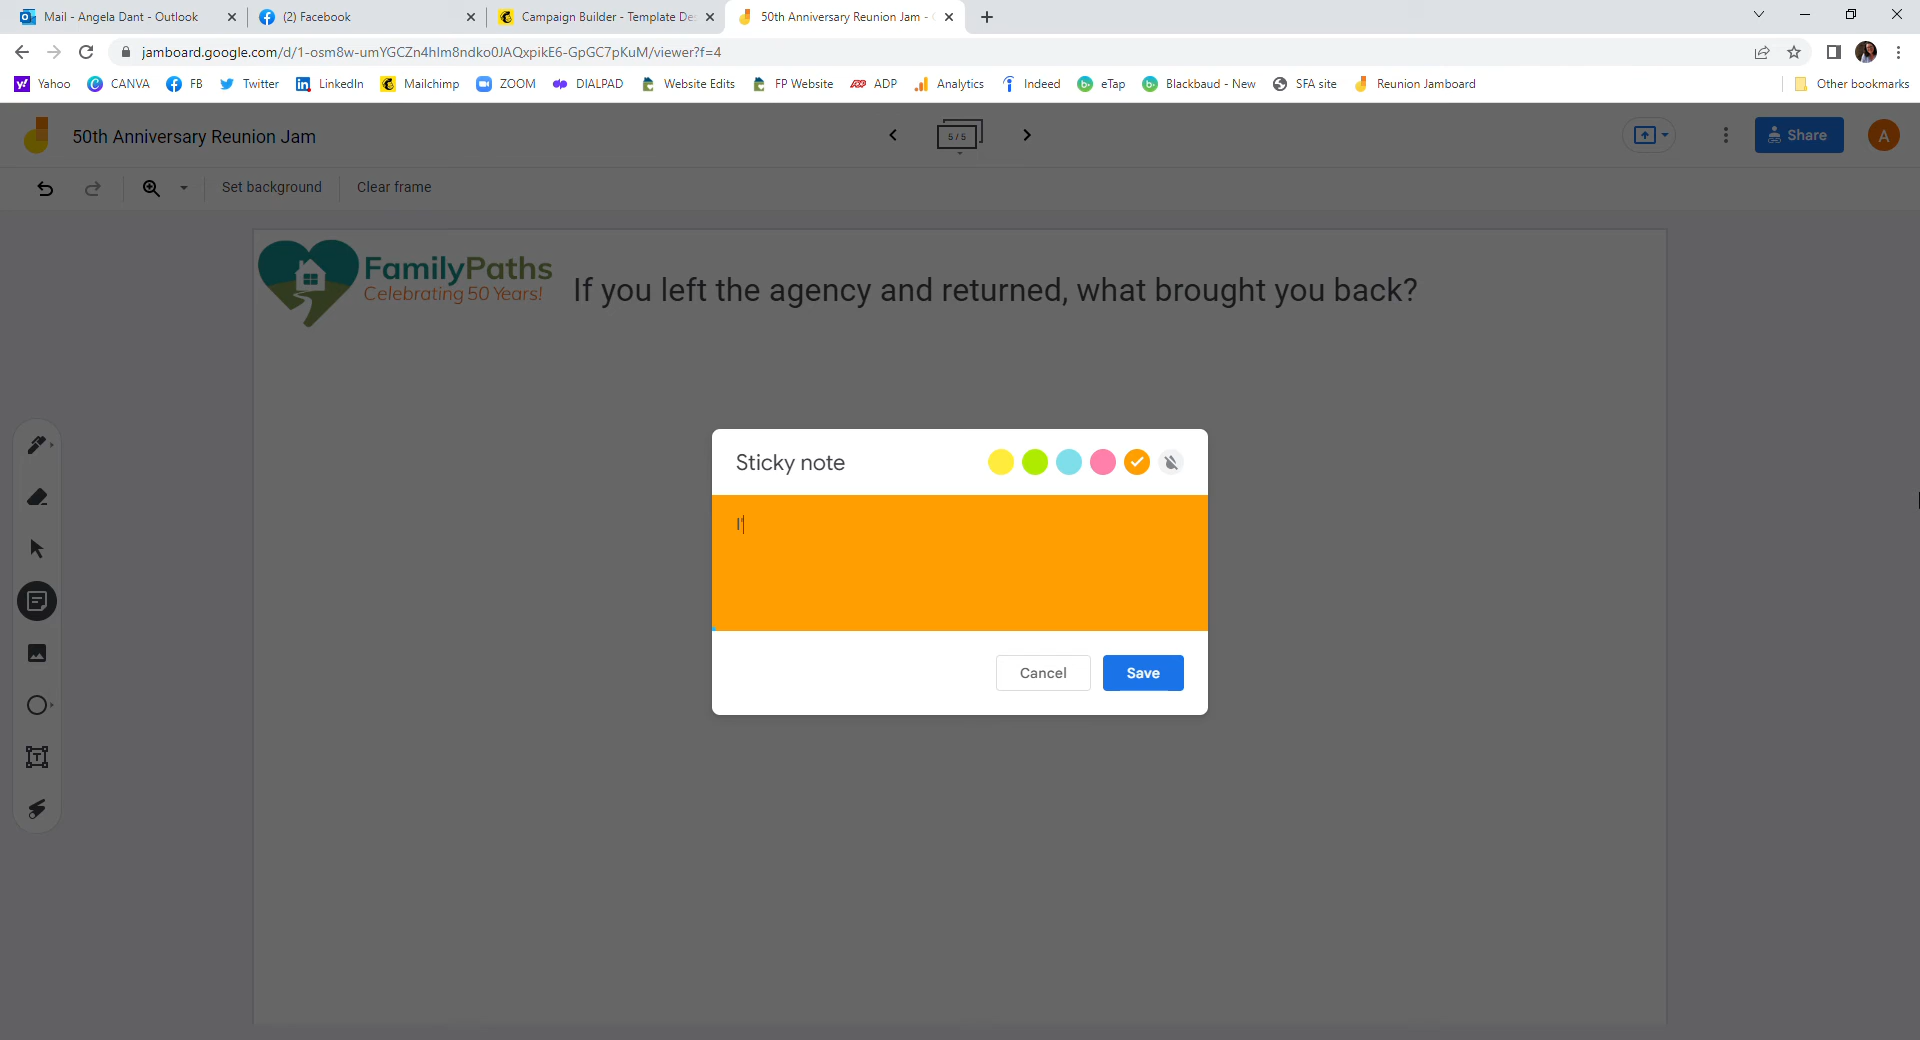 Mail - Angela Dant - Outlook
(2) Facebook
Campaign Builder - Template De
50th Anniversary Reunion Jam -
jamboard.google.com/d/1-osm8w-umYGCZn4hlm8ndko0JAQxpikE6-GpGC7pKuM/viewer?f=4
Yahoo
CANVA
FB
Twitter
LinkedIn
Mailchimp
ZOOM
DIALPAD
Website Edits
FP Website
ADP
Analytics
Indeed
eTap
Blackbaud - New
SFA site
Reunion Jamboard
Other bookmarks
50th Anniversary Reunion Jam
5 / 5
Share
A
Set background
Clear frame
FamilyPaths
Celebrating 50 Years!
If you left the agency and returned, what brought you back?
Sticky note
I'
Cancel
Save